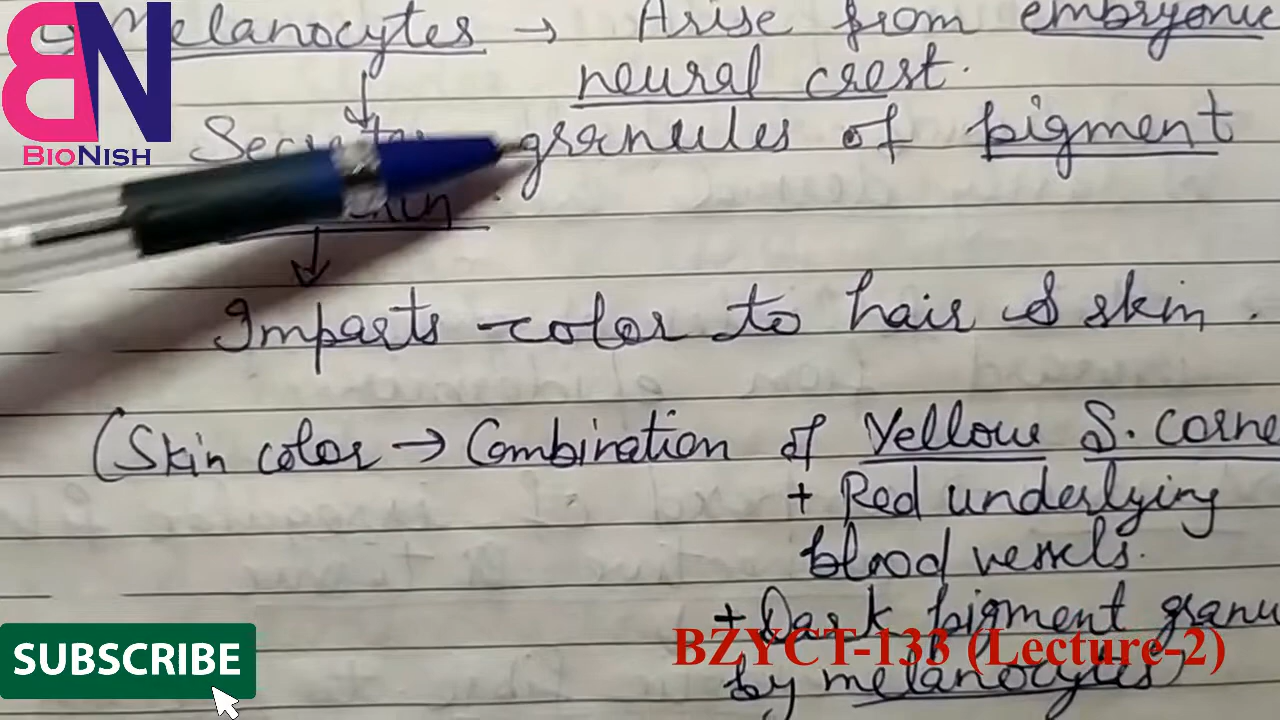 Melanocytes → Arise from embryonic
neural crest.
granules of pigment
Imparts color to hair & skin.
(Skin color → Combination of Yellow S. corne
+ Red underlying
blood vessels.
+ Dark pigment granu
by melanocytes)
BN
BIONISH
SUBSCRIBE
BZYCT-133 (Lecture-2)